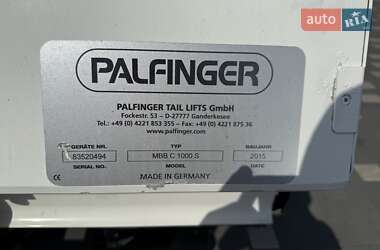 auto RIA
PALFINGER
PALFINGER TAIL LIFTS GmbH
Fockestr. 53 – D-27777 Ganderkesee
Tel.: +49 (0) 4221 853 355 – Fax: +49 (0) 4221 875 36
www.palfinger.com
GERÄTE NR. TYP BAUJAHR
83520494 MBB C 1000 S 2015
SERIAL NO. MODEL DATE
CE MADE IN GERMANY